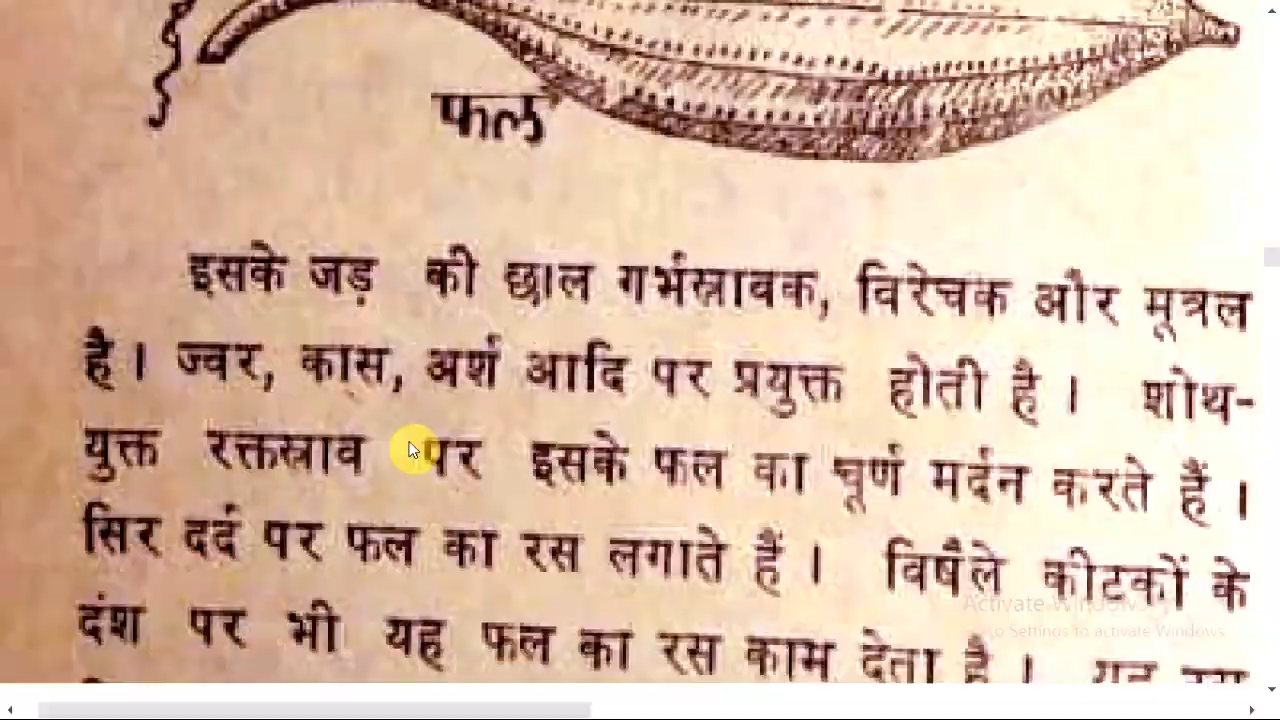 फल
इसके जड़ की छाल गर्भस्रावक, विरेचक और मूत्रल
है। ज्वर, कास, अर्श आदि पर प्रयुक्त होती है। शोथ-
युक्त रक्तस्राव पर इसके फल का चूर्ण मर्दन करते हैं।
सिर दर्द पर फल का रस लगाते हैं। विषैले कीटकों के
दंश पर भी यह फल का रस काम देता है।
Activate Windows
Go to Settings to activate Windows.